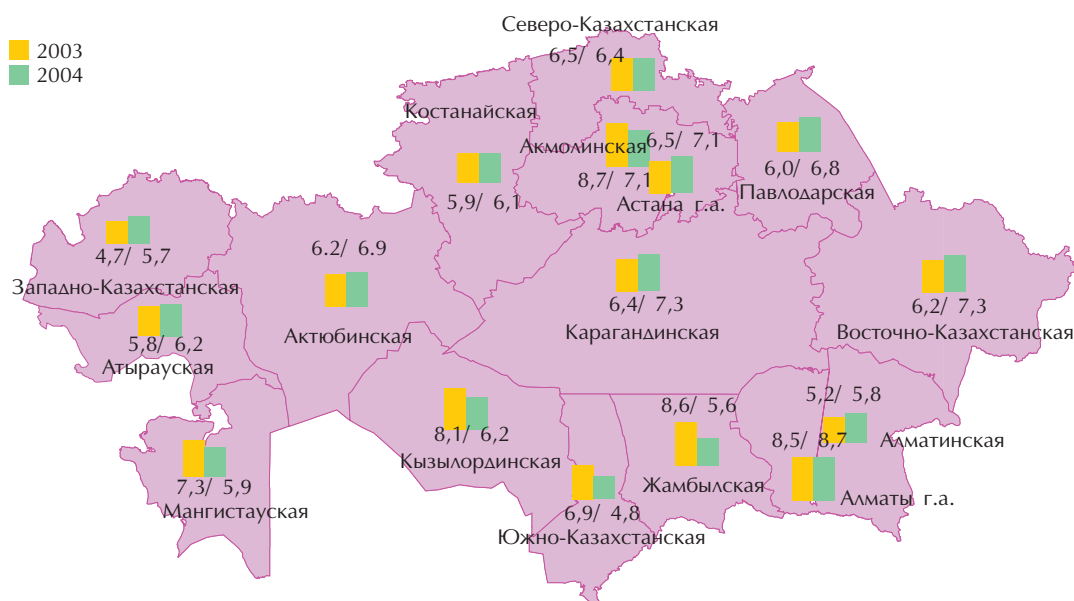 2003
2004
Северо-Казахстанская
6,5/ 6,4
Костанайская
5,9/ 6,1
Акмолинская
8,7/ 7,1
6,5/ 7,1
Астана г.а.
6,0/ 6,8
Павлодарская
4,7/ 5,7
Западно-Казахстанская
5,8/ 6,2
Атырауская
6.2/ 6.9
Актюбинская
6,4/ 7,3
Карагандинская
6,2/ 7,3
Восточно-Казахстанская
7,3/ 5,9
Мангистауская
8,1/ 6,2
Кызылординская
6,9/ 4,8
Южно-Казахстанская
8,6/ 5,6
Жамбылская
5,2/ 5,8
Алматинская
8,5/ 8,7
Алматы г.а.